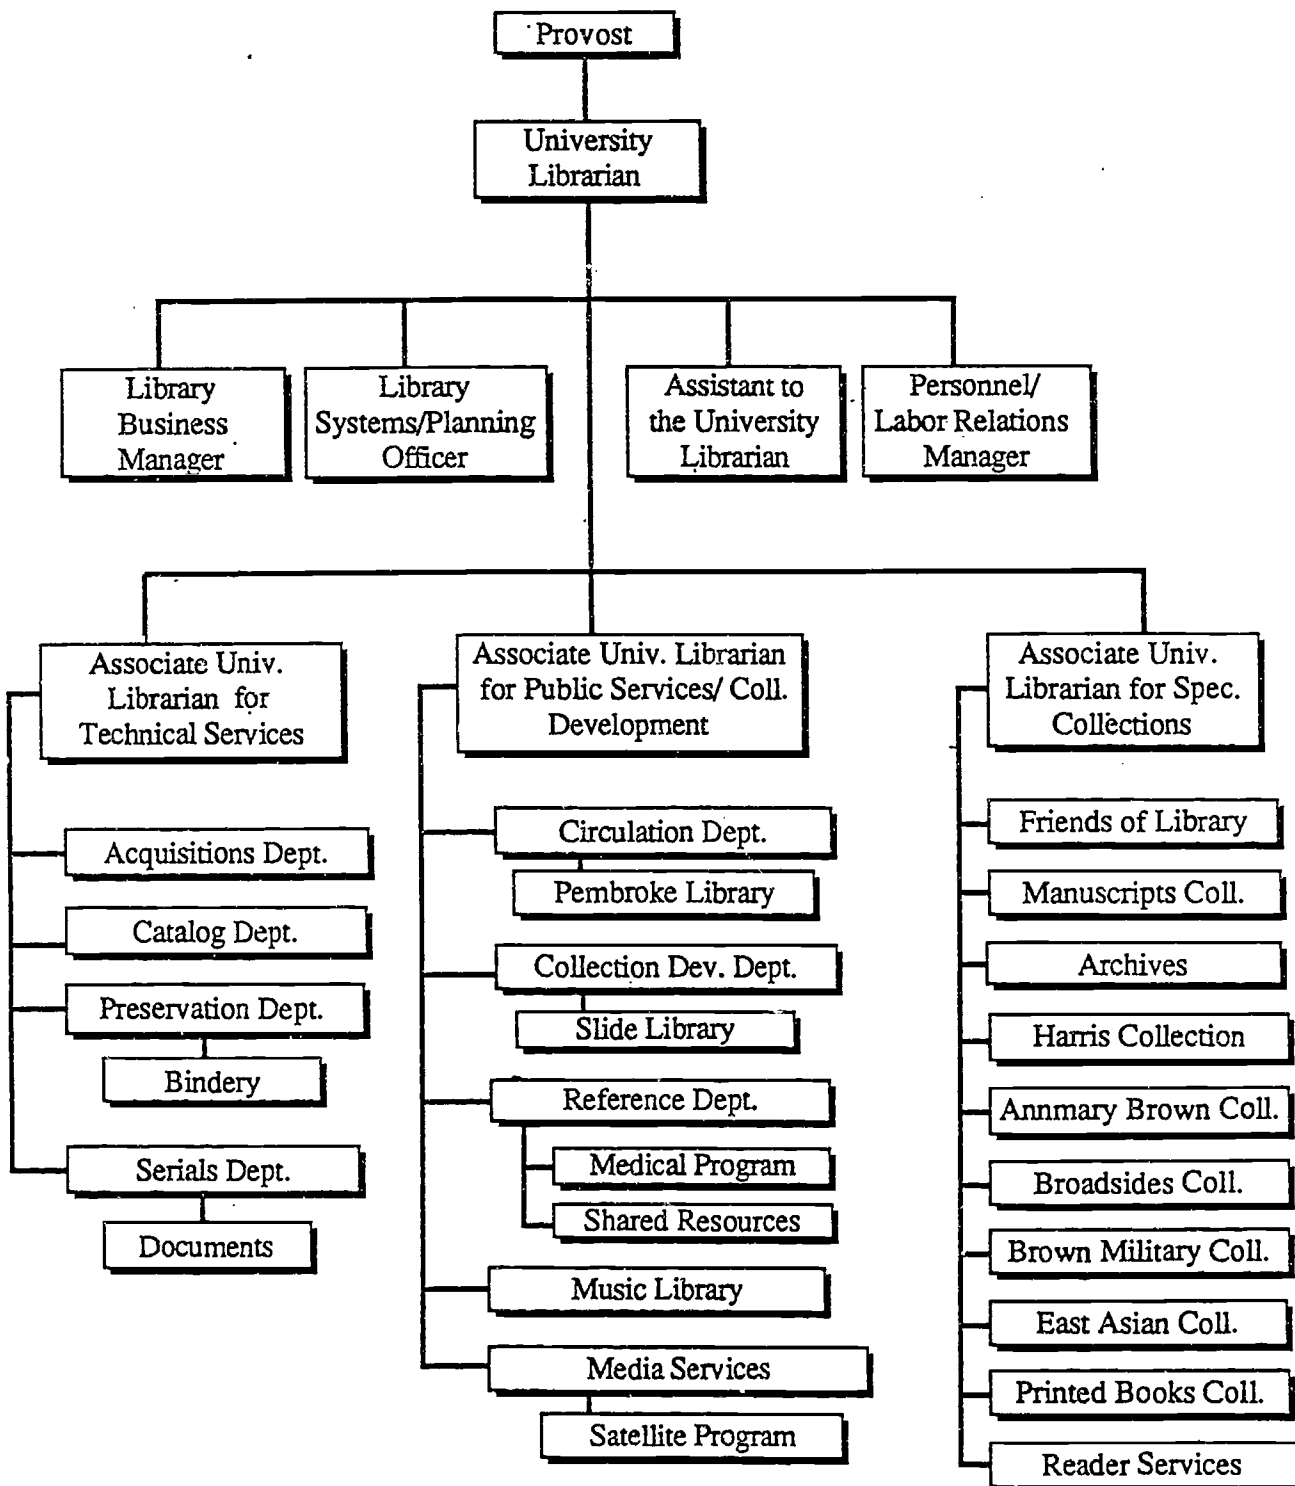 Provost
University
Librarian
Library
Business
Manager
Library
Systems/Planning
Officer
Assistant to
the University
Librarian
Personnel/
Labor Relations
Manager
Associate Univ.
Librarian for
Technical Services
Acquisitions Dept.
Catalog Dept.
Preservation Dept.
Bindery
Serials Dept.
Documents
Associate Univ. Librarian
for Public Services/ Coll.
Development
Circulation Dept.
Pembroke Library
Collection Dev. Dept.
Slide Library
Reference Dept.
Medical Program
Shared Resources
Music Library
Media Services
Satellite Program
Associate Univ.
Librarian for Spec.
Collections
Friends of Library
Manuscripts Coll.
Archives
Harris Collection
Annmary Brown Coll.
Broadsides Coll.
Brown Military Coll.
East Asian Coll.
Printed Books Coll.
Reader Services